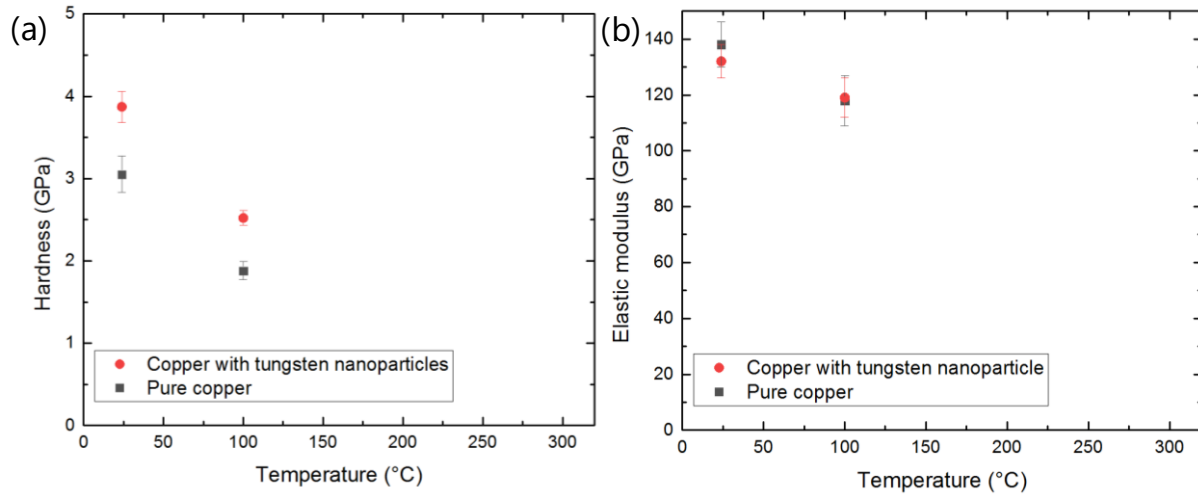 (a)
5
4
3
2
1
0
Hardness (GPa)
Copper with tungsten nanoparticles
Pure copper
0 50 100 150 200 250 300
Temperature (°C)
(b)
140
120
100
80
60
40
20
0
Elastic modulus (GPa)
Copper with tungsten nanoparticle
Pure copper
0 50 100 150 200 250 300
Temperature (°C)